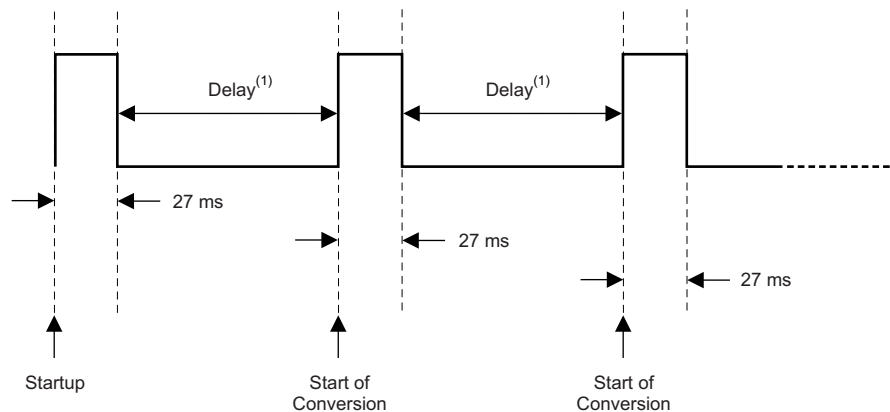 Delay(1)
Delay(1)
27 ms
27 ms
27 ms
Startup
Start of
Conversion
Start of
Conversion